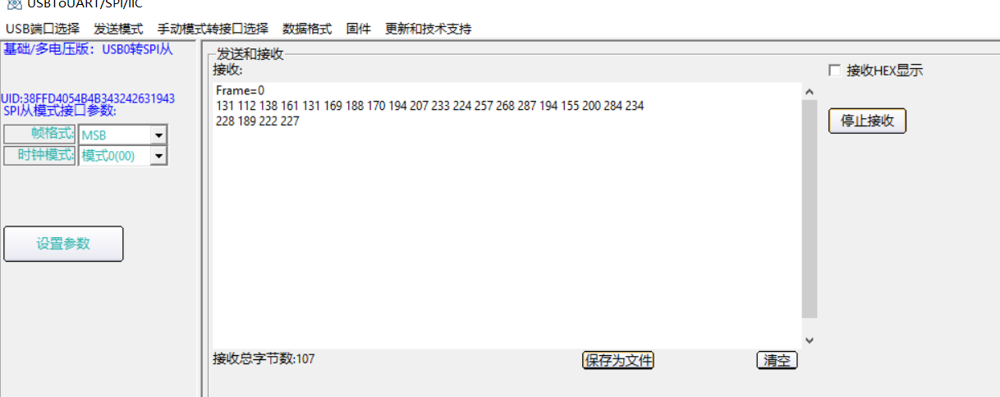 USBToUART/SPI/IIC
USB端口选择 发送模式 手动模式转接口选择 数据格式 固件 更新和技术支持
基础/多电压版：USB0转SPI从
UID:38FFD4054B4B343242631943
SPI从模式接口参数:
帧格式: MSB
时钟模式: 模式0(00)
设置参数
发送和接收
接收:
Frame=0
131 112 138 161 131 169 188 170 194 207 233 224 257 268 287 194 155 200 284 234
228 189 222 227
接收HEX显示
停止接收
接收总字节数:107
保存为文件
清空